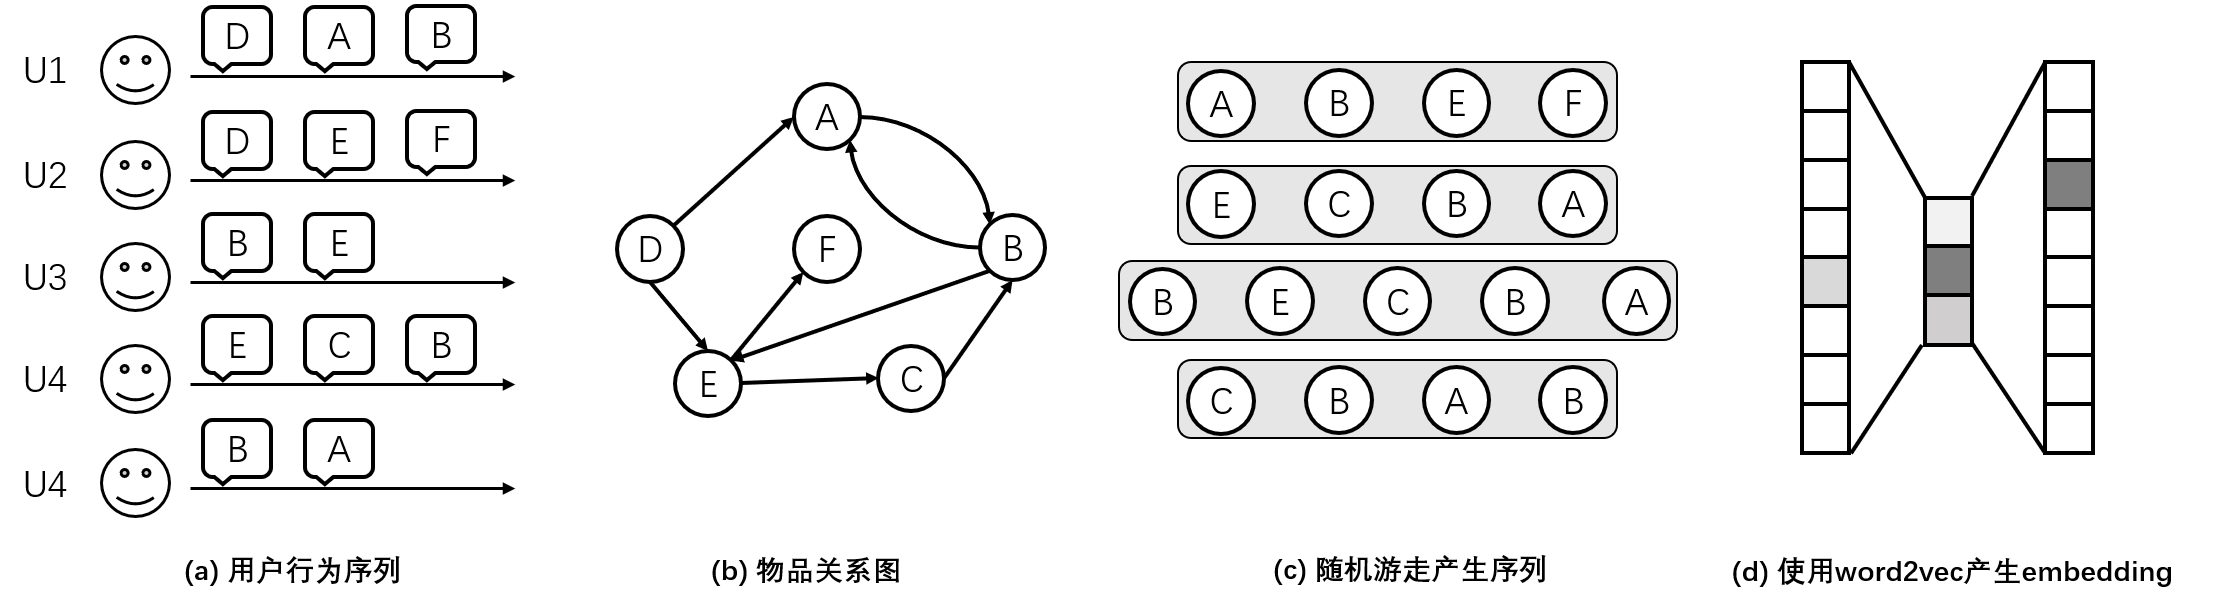 U1 D A B
U2 D E F
U3 B E
U4 E C B
U4 B A
(a) 用户行为序列
A
D F B
E C
(b) 物品关系图
A B E F
E C B A
B E C B A
C B A B
(c) 随机游走产生序列
(d) 使用word2vec产生embedding